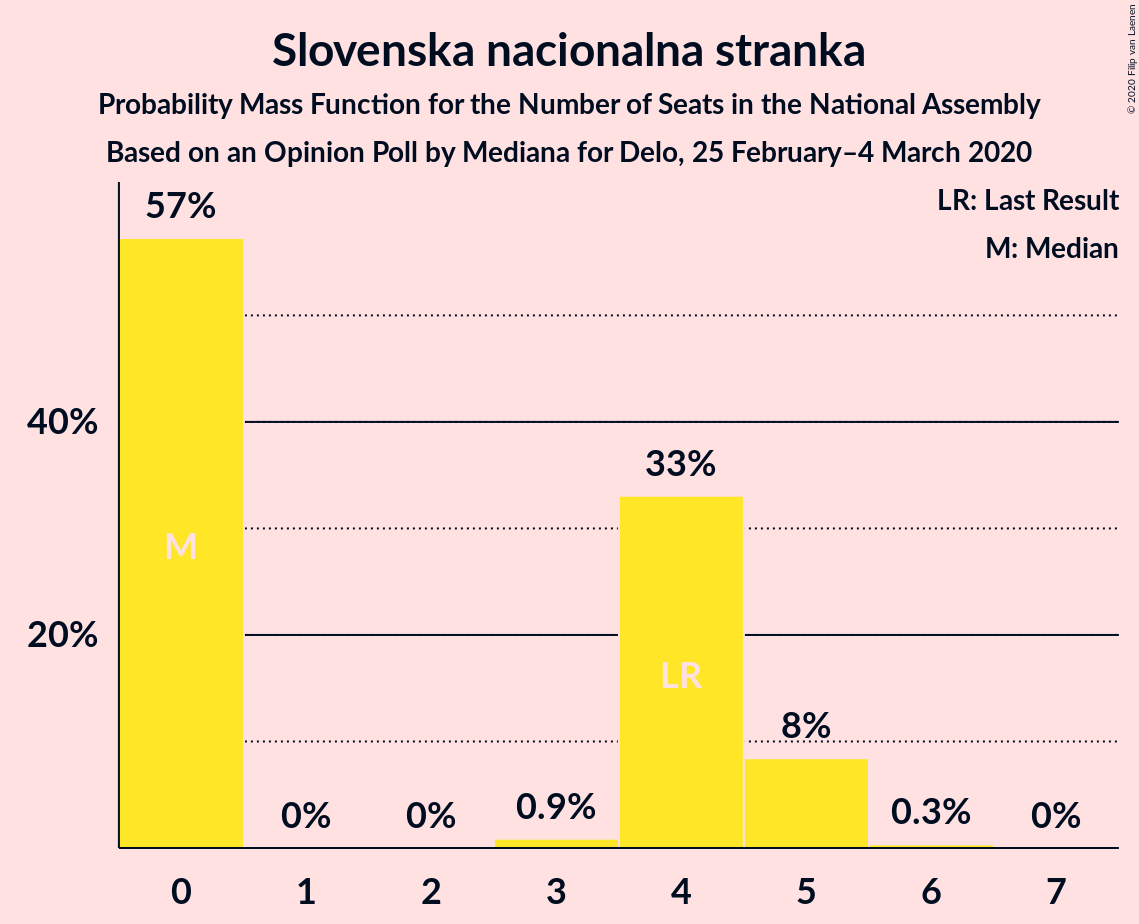 Slovenska nacionalna stranka
Probability Mass Function for the Number of Seats in the National Assembly
Based on an Opinion Poll by Mediana for Delo, 25 February–4 March 2020
© 2020 Filip van Laenen
LR: Last Result
M: Median
57%
40%
33%
M
20%
LR
8%
0%
0%
0.9%
0.3%
0%
0
1
2
3
4
5
6
7